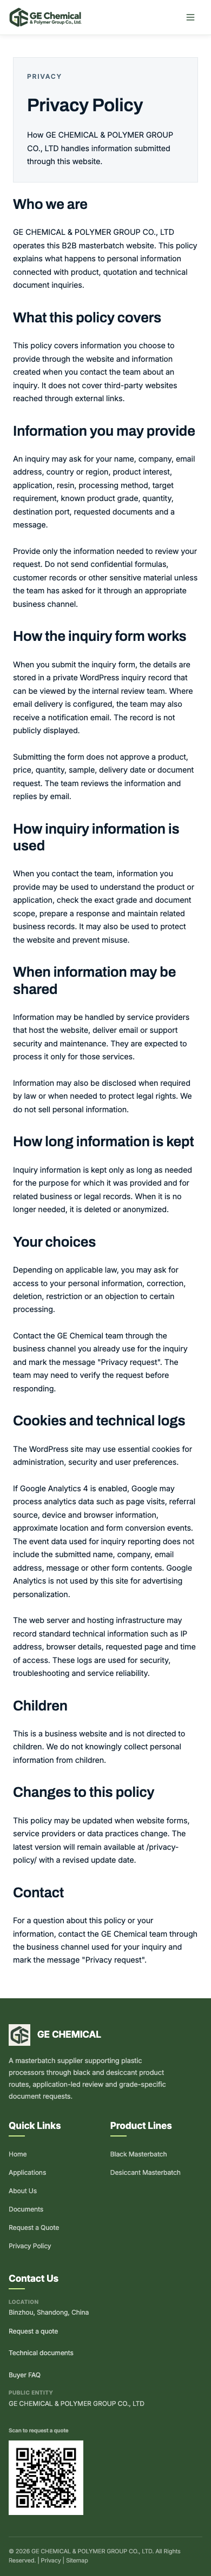 GE Chemical
& Polymer Group Co., Ltd.
PRIVACY
Privacy Policy
How GE CHEMICAL & POLYMER GROUP
CO., LTD handles information submitted
through this website.
Who we are
GE CHEMICAL & POLYMER GROUP CO., LTD
operates this B2B masterbatch website. This policy
explains what happens to personal information
connected with product, quotation and technical
document inquiries.
What this policy covers
This policy covers information you choose to
provide through the website and information
created when you contact the team about an
inquiry. It does not cover third-party websites
reached through external links.
Information you may provide
An inquiry may ask for your name, company, email
address, country or region, product interest,
application, resin, processing method, target
requirement, known product grade, quantity,
destination port, requested documents and a
message.
Provide only the information needed to review your
request. Do not send confidential formulas,
customer records or other sensitive material unless
the team has asked for it through an appropriate
business channel.
How the inquiry form works
When you submit the inquiry form, the details are
stored in a private WordPress inquiry record that
can be viewed by the internal review team. Where
email delivery is configured, the team may also
receive a notification email. The record is not
publicly displayed.
Submitting the form does not approve a product,
price, quantity, sample, delivery date or document
request. The team reviews the information and
replies by email.
How inquiry information is
used
When you contact the team, information you
provide may be used to understand the product or
application, check the exact grade and document
scope, prepare a response and maintain related
business records. It may also be used to protect
the website and prevent misuse.
When information may be
shared
Information may be handled by service providers
that host the website, deliver email or support
security and maintenance. They are expected to
process it only for those services.
Information may also be disclosed when required
by law or when needed to protect legal rights. We
do not sell personal information.
How long information is kept
Inquiry information is kept only as long as needed
for the purpose for which it was provided and for
related business or legal records. When it is no
longer needed, it is deleted or anonymized.
Your choices
Depending on applicable law, you may ask for
access to your personal information, correction,
deletion, restriction or an objection to certain
processing.
Contact the GE Chemical team through the
business channel you already use for the inquiry
and mark the message "Privacy request". The
team may need to verify the request before
responding.
Cookies and technical logs
The WordPress site may use essential cookies for
administration, security and user preferences.
If Google Analytics 4 is enabled, Google may
process analytics data such as page visits, referral
source, device and browser information,
approximate location and form conversion events.
The event data used for inquiry reporting does not
include the submitted name, company, email
address, message or other form contents. Google
Analytics is not used by this site for advertising
personalization.
The web server and hosting infrastructure may
record standard technical information such as IP
address, browser details, requested page and time
of access. These logs are used for security,
troubleshooting and service reliability.
Children
This is a business website and is not directed to
children. We do not knowingly collect personal
information from children.
Changes to this policy
This policy may be updated when website forms,
service providers or data practices change. The
latest version will remain available at /privacy-
policy/ with a revised update date.
Contact
For a question about this policy or your
information, contact the GE Chemical team through
the business channel used for your inquiry and
mark the message "Privacy request".
GE CHEMICAL
A masterbatch supplier supporting plastic
processors through black and desiccant product
routes, application-led review and grade-specific
document requests.
Quick Links
Home
Applications
About Us
Documents
Request a Quote
Privacy Policy
Product Lines
Black Masterbatch
Desiccant Masterbatch
Contact Us
LOCATION
Binzhou, Shandong, China
Request a quote
Technical documents
Buyer FAQ
PUBLIC ENTITY
GE CHEMICAL & POLYMER GROUP CO., LTD
Scan to request a quote
© 2026 GE CHEMICAL & POLYMER GROUP CO., LTD. All Rights
Reserved. | Privacy | Sitemap